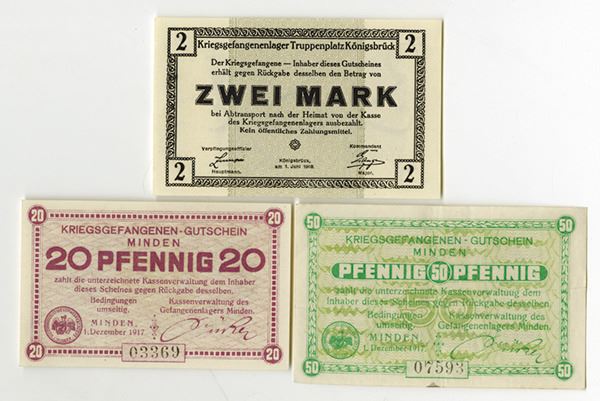 2 2
Kriegsgefangenenlager Truppenplatz Königsbrück
Der Kriegsgefangene — Inhaber dieses Gutscheines
erhält gegen Rückgabe desselben den Betrag von
ZWEI MARK
bei Abtransport nach der Heimat von der Kasse
des Kriegsgefangenenlagers ausbezahlt.
Kein öffentliches Zahlungsmittel.
Verpflegungsoffizier Kommandant
Königsbrück,
am 1. Juni 1916.
Hauptmann. Major.
2 2
20 20
KRIEGSGEFANGENEN - GUTSCHEIN
MINDEN
20 PFENNIG 20
zahlt die unterzeichnete Kassenverwaltung dem Inhaber
dieses Scheines gegen Rückgabe desselben.
Bedingungen Kassenverwaltung des
umseitig. Gefangenenlagers Minden.
MINDEN,
1. Dezember 1917
20 03369 20
50 50
KRIEGSGEFANGENEN - GUTSCHEIN
MINDEN
PFENNIG 50 PFENNIG
zahlt die unterzeichnete Kassenverwaltung dem
Inhaber dieses Scheines gegen Rückgabe desselben.
Bedingungen Kassenverwaltung des
umseitig. Gefangenenlagers Minden.
MINDEN,
1. Dezember 1917
50 07593 50